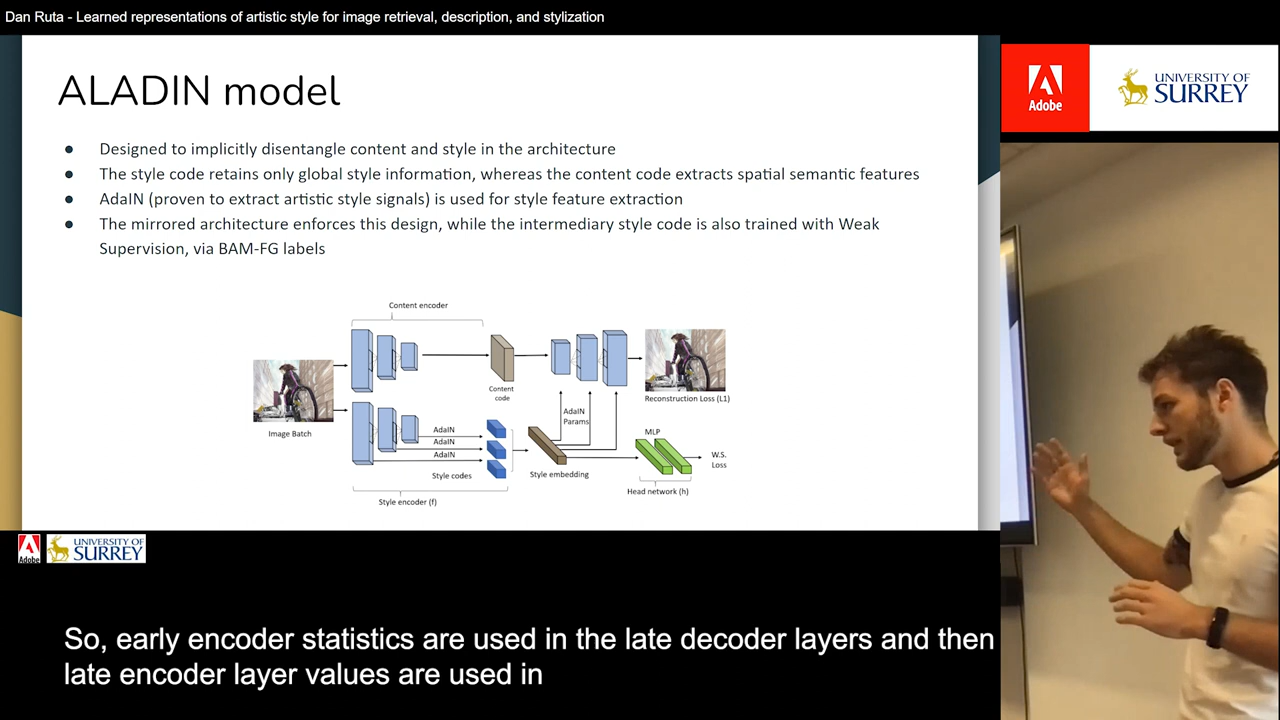 Dan Ruta - Learned representations of artistic style for image retrieval, description, and stylization
ALADIN model
● Designed to implicitly disentangle content and style in the architecture
● The style code retains only global style information, whereas the content code extracts spatial semantic features
● AdaIN (proven to extract artistic style signals) is used for style feature extraction
● The mirrored architecture enforces this design, while the intermediary style code is also trained with Weak
Supervision, via BAM-FG labels
Content encoder
Image Batch
Content
code
Reconstruction Loss (L1)
AdaIN
AdaIN
AdaIN
Style codes
Style encoder (f)
AdaIN
Params
Style embedding
MLP
W.S.
Loss
Head network (h)
Adobe
UNIVERSITY OF
SURREY
Adobe
UNIVERSITY OF
SURREY
So, early encoder statistics are used in the late decoder layers and then
late encoder layer values are used in